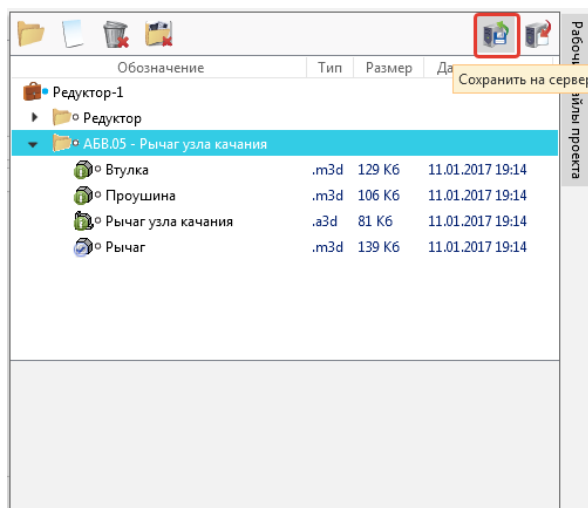 Обозначение Тип Размер Да
Сохранить на сервер
Редуктор-1
Редуктор
АБВ.05 - Рычаг узла качания
Втулка .m3d 129 Кб 11.01.2017 19:14
Проушина .m3d 106 Кб 11.01.2017 19:14
Рычаг узла качания .a3d 81 Кб 11.01.2017 19:14
Рычаг .m3d 139 Кб 11.01.2017 19:14
Рабочи айлы проекта